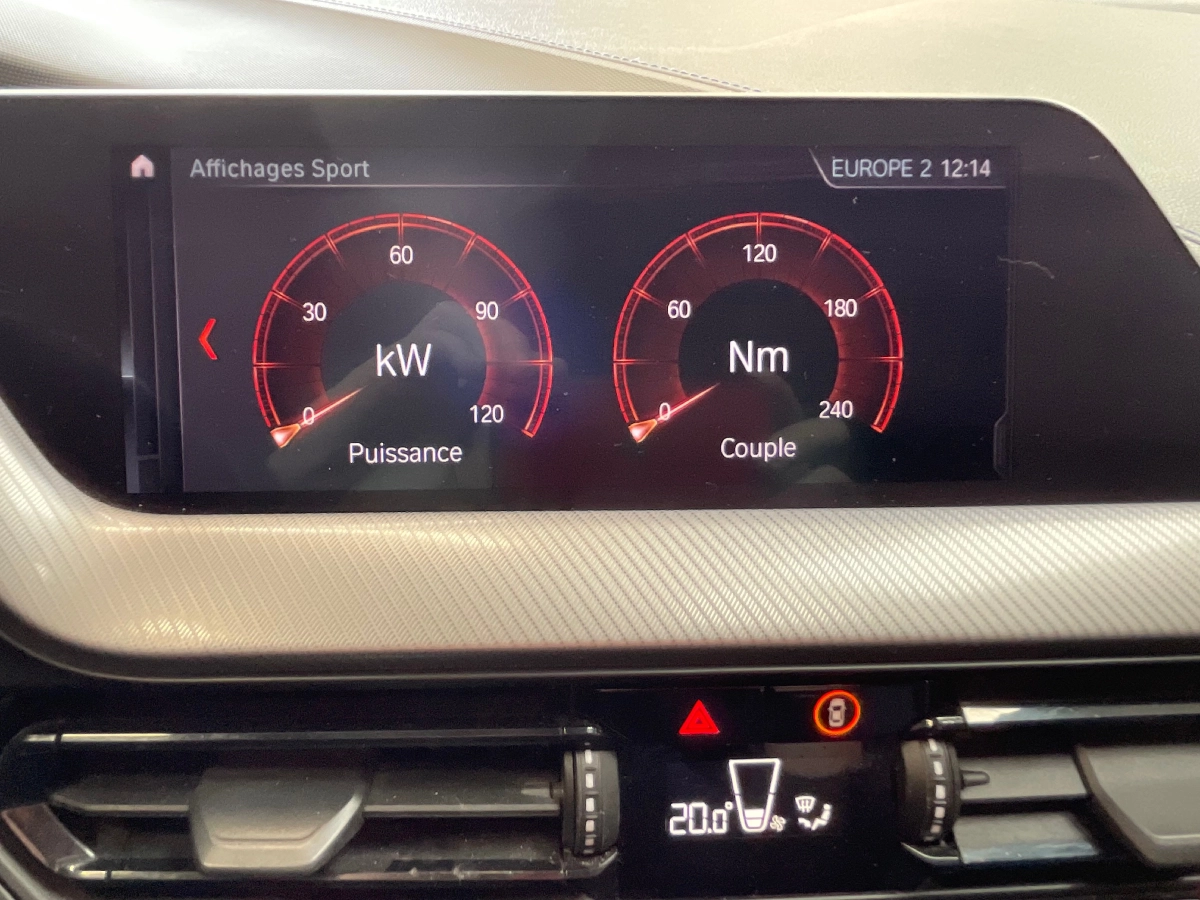 Affichages Sport
EUROPE 2 12:14
60
30
90
kW
0
120
Puissance
120
60
180
Nm
0
240
Couple
20.0°